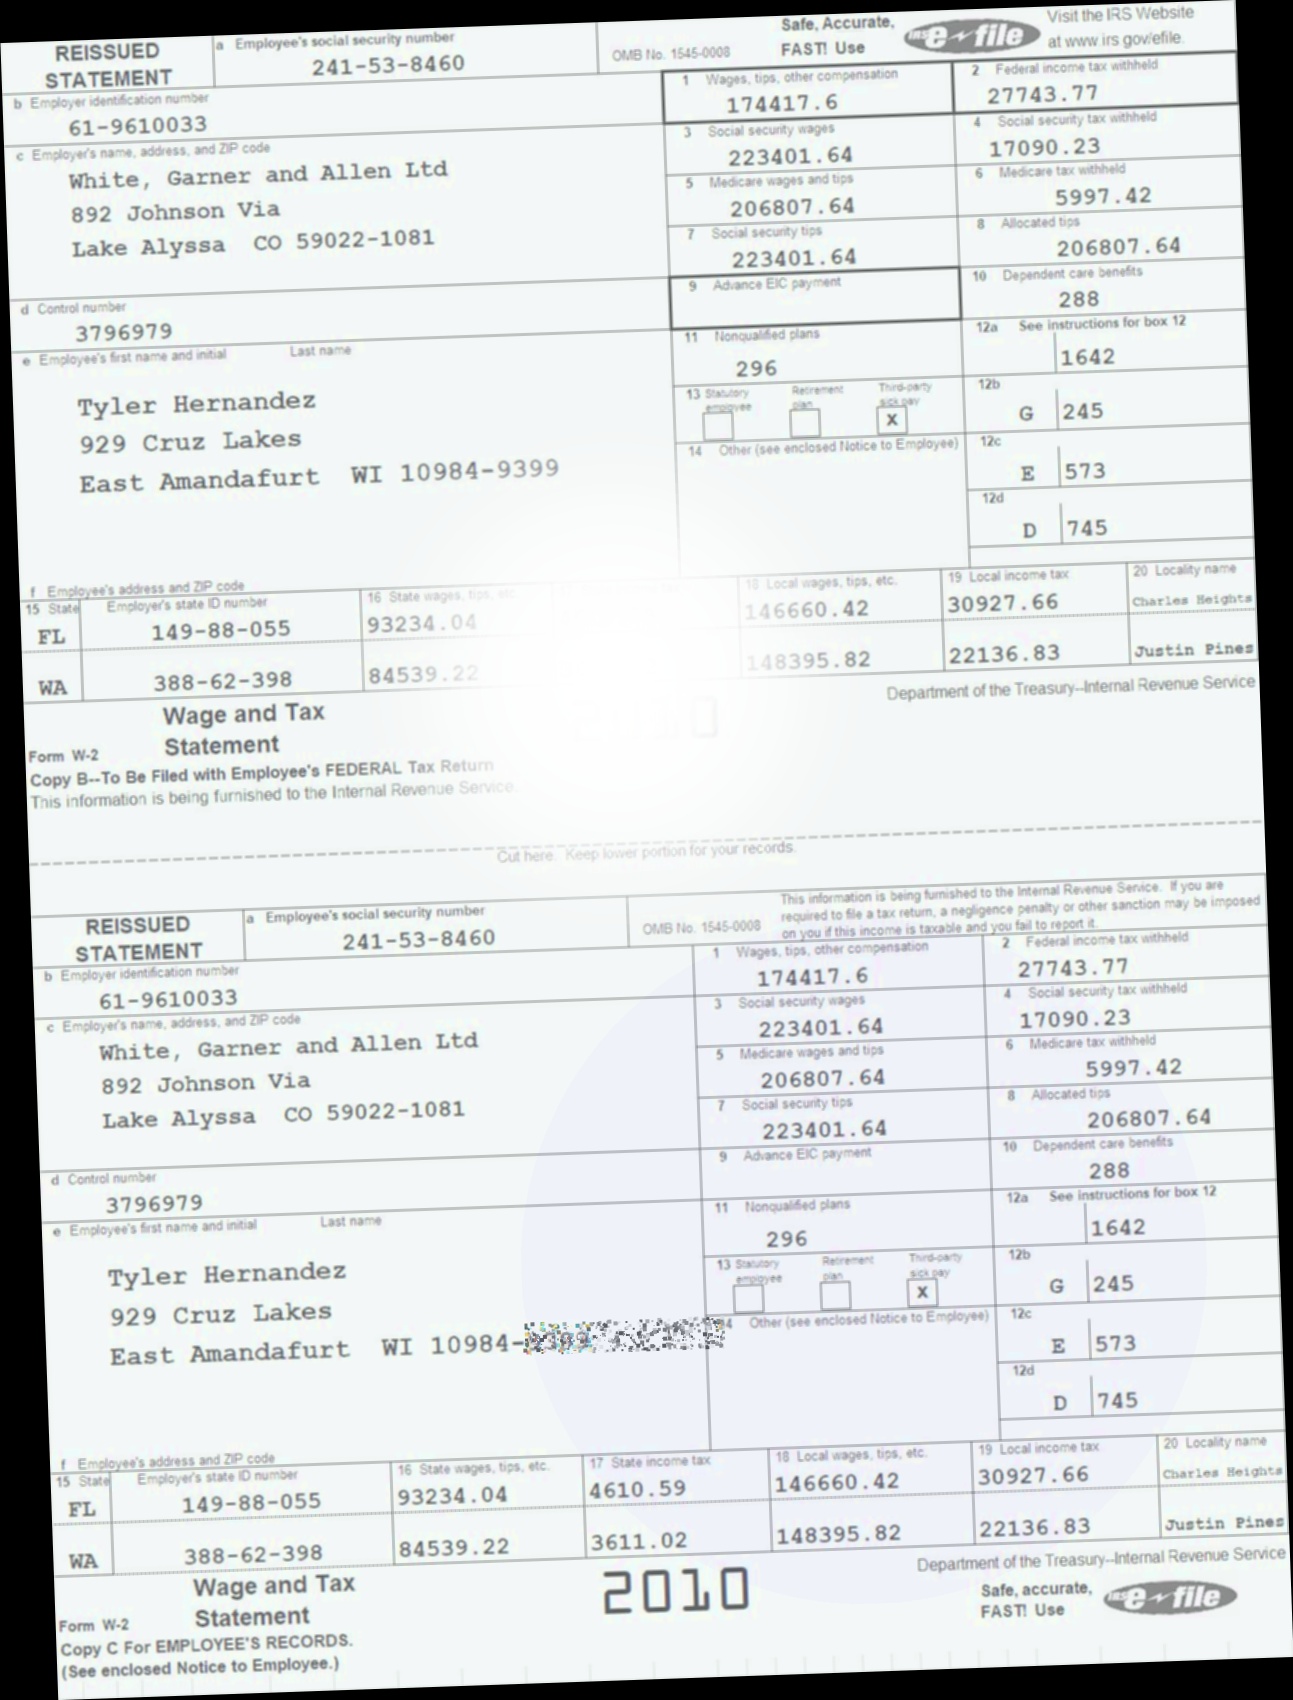 REISSUED
STATEMENT
a Employee's social security number
241-53-8460
OMB No. 1545-0008
Safe, Accurate,
FAST! Use
IRS e-file
Visit the IRS Website
at www.irs.gov/efile.
b Employer identification number
61-9610033
1 Wages, tips, other compensation
174417.6
2 Federal income tax withheld
27743.77
c Employer's name, address, and ZIP code
White, Garner and Allen Ltd
892 Johnson Via
Lake Alyssa CO 59022-1081
3 Social security wages
223401.64
4 Social security tax withheld
17090.23
5 Medicare wages and tips
206807.64
6 Medicare tax withheld
5997.42
7 Social security tips
223401.64
8 Allocated tips
206807.64
d Control number
3796979
9 Advance EIC payment
10 Dependent care benefits
288
e Employee's first name and initial Last name
Tyler Hernandez
929 Cruz Lakes
East Amandafurt WI 10984-9399
11 Nonqualified plans
296
12a See instructions for box 12
1642
13 Statutory employee Retirement plan Third-party sick pay
X
12b
G 245
14 Other (see enclosed Notice to Employee)
12c
E 573
12d
D 745
f Employee's address and ZIP code
15 State Employer's state ID number 16 State wages, tips, etc. 18 Local wages, tips, etc. 19 Local income tax 20 Locality name
FL 149-88-055 93234.04 146660.42 30927.66 Charles Heights
WA 388-62-398 84539.22 148395.82 22136.83 Justin Pines
Wage and Tax
Statement
Form W-2
2010
Department of the Treasury--Internal Revenue Service
Copy B--To Be Filed with Employee's FEDERAL Tax Return
This information is being furnished to the Internal Revenue Service.
Cut here. Keep lower portion for your records.
REISSUED
STATEMENT
a Employee's social security number
241-53-8460
OMB No. 1545-0008
This information is being furnished to the Internal Revenue Service. If you are
required to file a tax return, a negligence penalty or other sanction may be imposed
on you if this income is taxable and you fail to report it.
b Employer identification number
61-9610033
1 Wages, tips, other compensation
174417.6
2 Federal income tax withheld
27743.77
c Employer's name, address, and ZIP code
White, Garner and Allen Ltd
892 Johnson Via
Lake Alyssa CO 59022-1081
3 Social security wages
223401.64
4 Social security tax withheld
17090.23
5 Medicare wages and tips
206807.64
6 Medicare tax withheld
5997.42
7 Social security tips
223401.64
8 Allocated tips
206807.64
d Control number
3796979
9 Advance EIC payment
10 Dependent care benefits
288
e Employee's first name and initial Last name
Tyler Hernandez
929 Cruz Lakes
East Amandafurt WI 10984-
11 Nonqualified plans
296
12a See instructions for box 12
1642
13 Statutory employee Retirement plan Third-party sick pay
X
12b
G 245
Other (see enclosed Notice to Employee)
12c
E 573
12d
D 745
f Employee's address and ZIP code
15 State Employer's state ID number 16 State wages, tips, etc. 17 State income tax 18 Local wages, tips, etc. 19 Local income tax 20 Locality name
FL 149-88-055 93234.04 4610.59 146660.42 30927.66 Charles Heights
WA 388-62-398 84539.22 3611.02 148395.82 22136.83 Justin Pines
Wage and Tax
Statement
Form W-2
2010
Department of the Treasury--Internal Revenue Service
Safe, accurate,
FAST! Use
IRS e-file
Copy C For EMPLOYEE'S RECORDS.
(See enclosed Notice to Employee.)